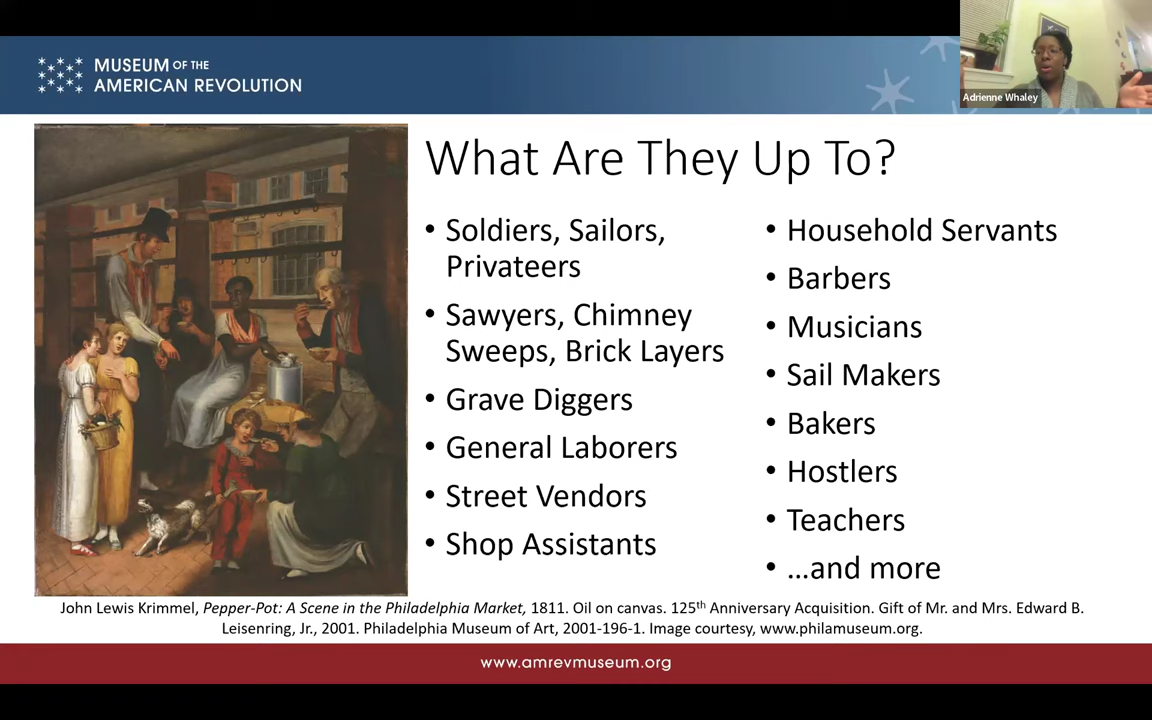 MUSEUM OF THE
AMERICAN REVOLUTION
Adrienne Whaley
What Are They Up To?
• Soldiers, Sailors,
Privateers
• Sawyers, Chimney
Sweeps, Brick Layers
• Grave Diggers
• General Laborers
• Street Vendors
• Shop Assistants
• Household Servants
• Barbers
• Musicians
• Sail Makers
• Bakers
• Hostlers
• Teachers
• …and more
John Lewis Krimmel, Pepper-Pot: A Scene in the Philadelphia Market, 1811. Oil on canvas. 125th Anniversary Acquisition. Gift of Mr. and Mrs. Edward B.
Leisenring, Jr., 2001. Philadelphia Museum of Art, 2001-196-1. Image courtesy, www.philamuseum.org.
www.amrevmuseum.org